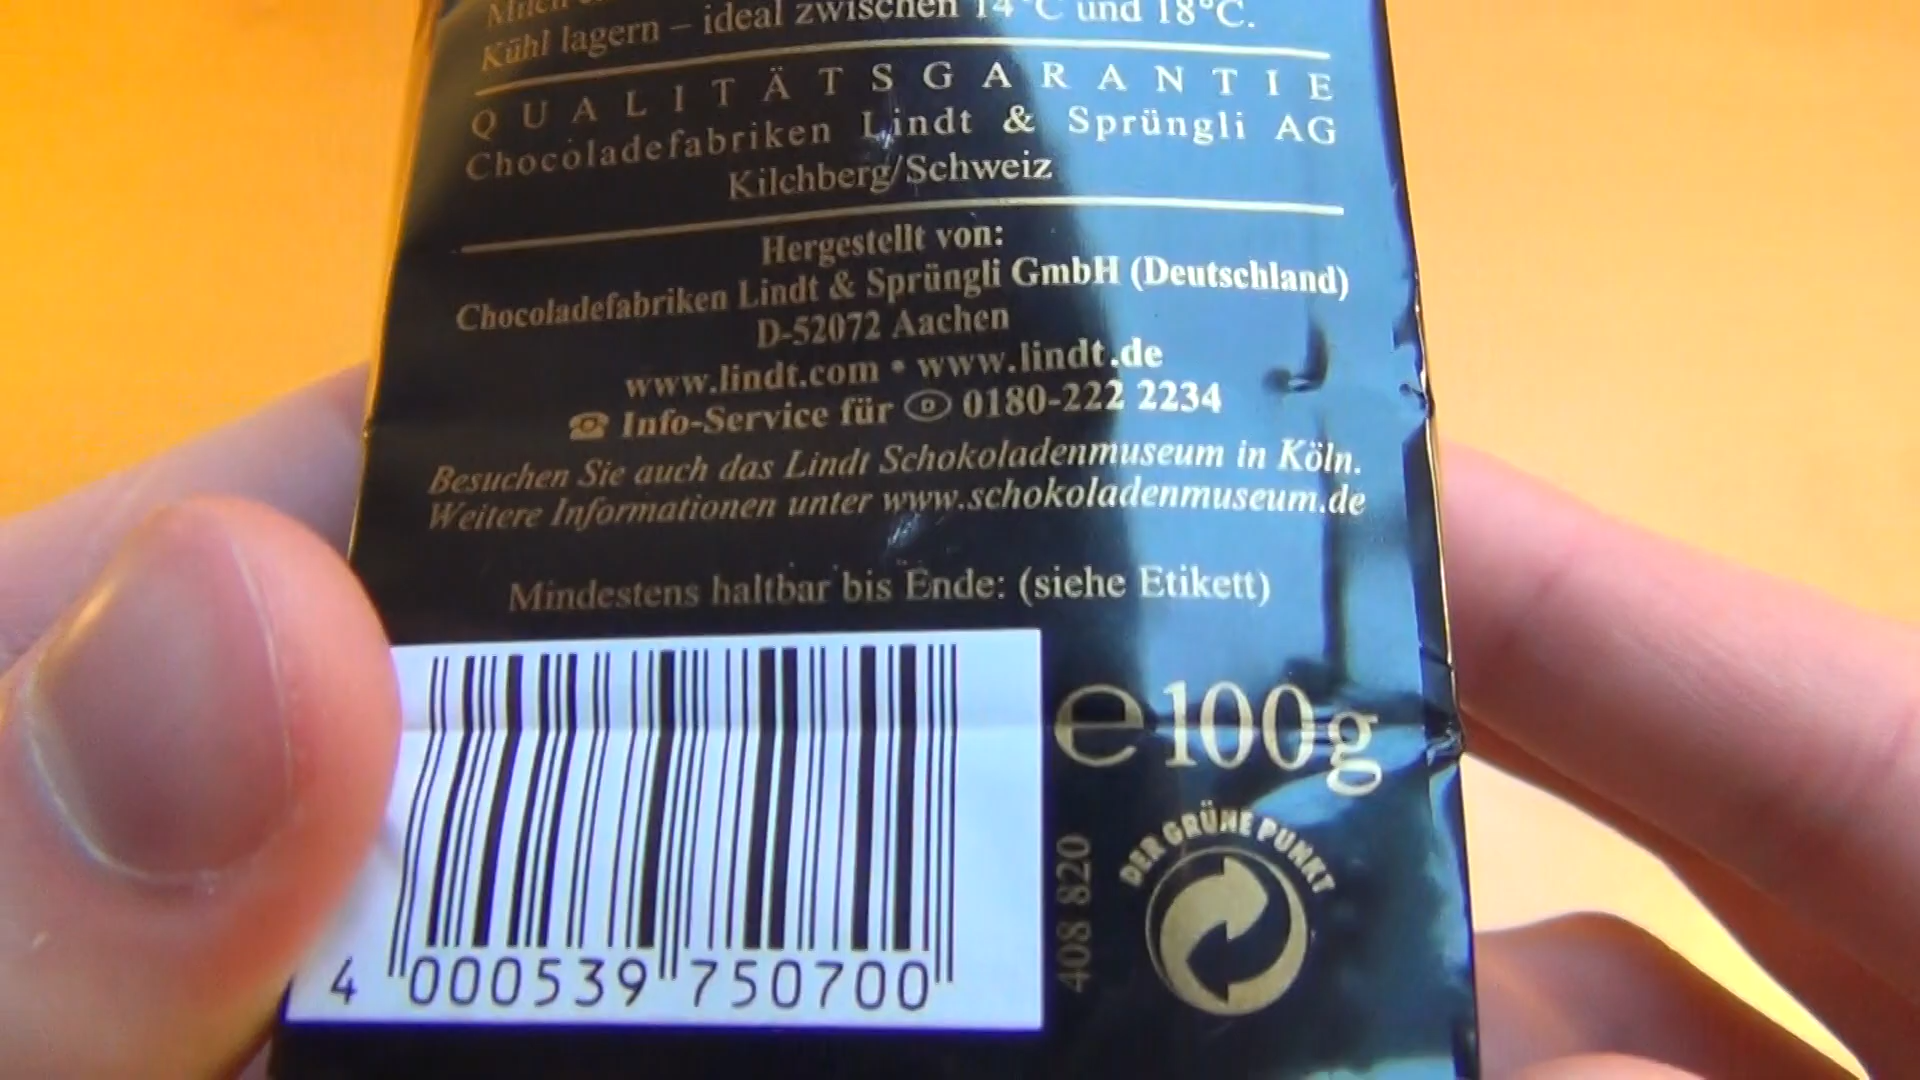 Milch
Kühl lagern – ideal zwischen 14°C und 18°C.
QUALITÄTSGARANTIE
Chocoladefabriken Lindt & Sprüngli AG
Kilchberg/Schweiz
Hergestellt von:
Chocoladefabriken Lindt & Sprüngli GmbH (Deutschland)
D-52072 Aachen
www.lindt.com • www.lindt.de
☎ Info-Service für D 0180-222 2234
Besuchen Sie auch das Lindt Schokoladenmuseum in Köln.
Weitere Informationen unter www.schokoladenmuseum.de
Mindestens haltbar bis Ende: (siehe Etikett)
℮100g
DER GRÜNE PUNKT
408 820
4 000539 750700